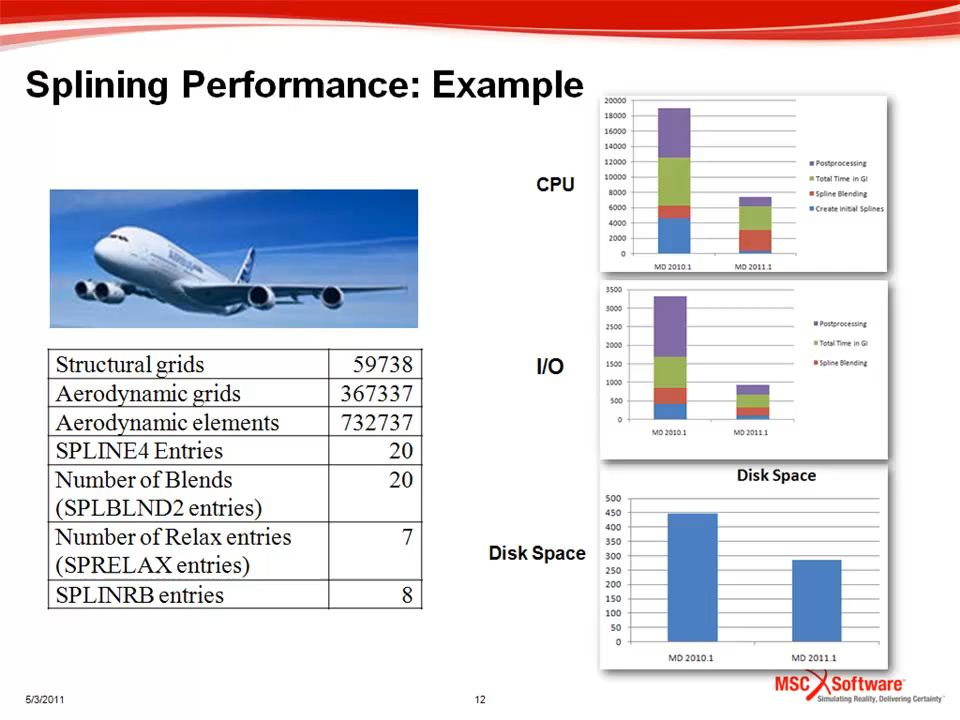 Splining Performance: Example
CPU
20000
18000
16000
14000
12000
10000
8000
6000
4000
2000
0
MD 2010.1 MD 2011.1
Postprocessing
Total Time in GI
Spline Blending
Create Initial Splines
I/O
3500
3000
2500
2000
1500
1000
500
0
MD 2010.1 MD 2011.1
Postprocessing
Total Time in GI
Spline Blending
Disk Space
Disk Space
500
450
400
350
300
250
200
150
100
50
0
MD 2010.1 MD 2011.1
Structural grids 59738
Aerodynamic grids 367337
Aerodynamic elements 732737
SPLINE4 Entries 20
Number of Blends 20
(SPLBLND2 entries)
Number of Relax entries 7
(SPRELAX entries)
SPLINRB entries 8
5/3/2011
12
MSC Software
Simulating Reality, Delivering Certainty